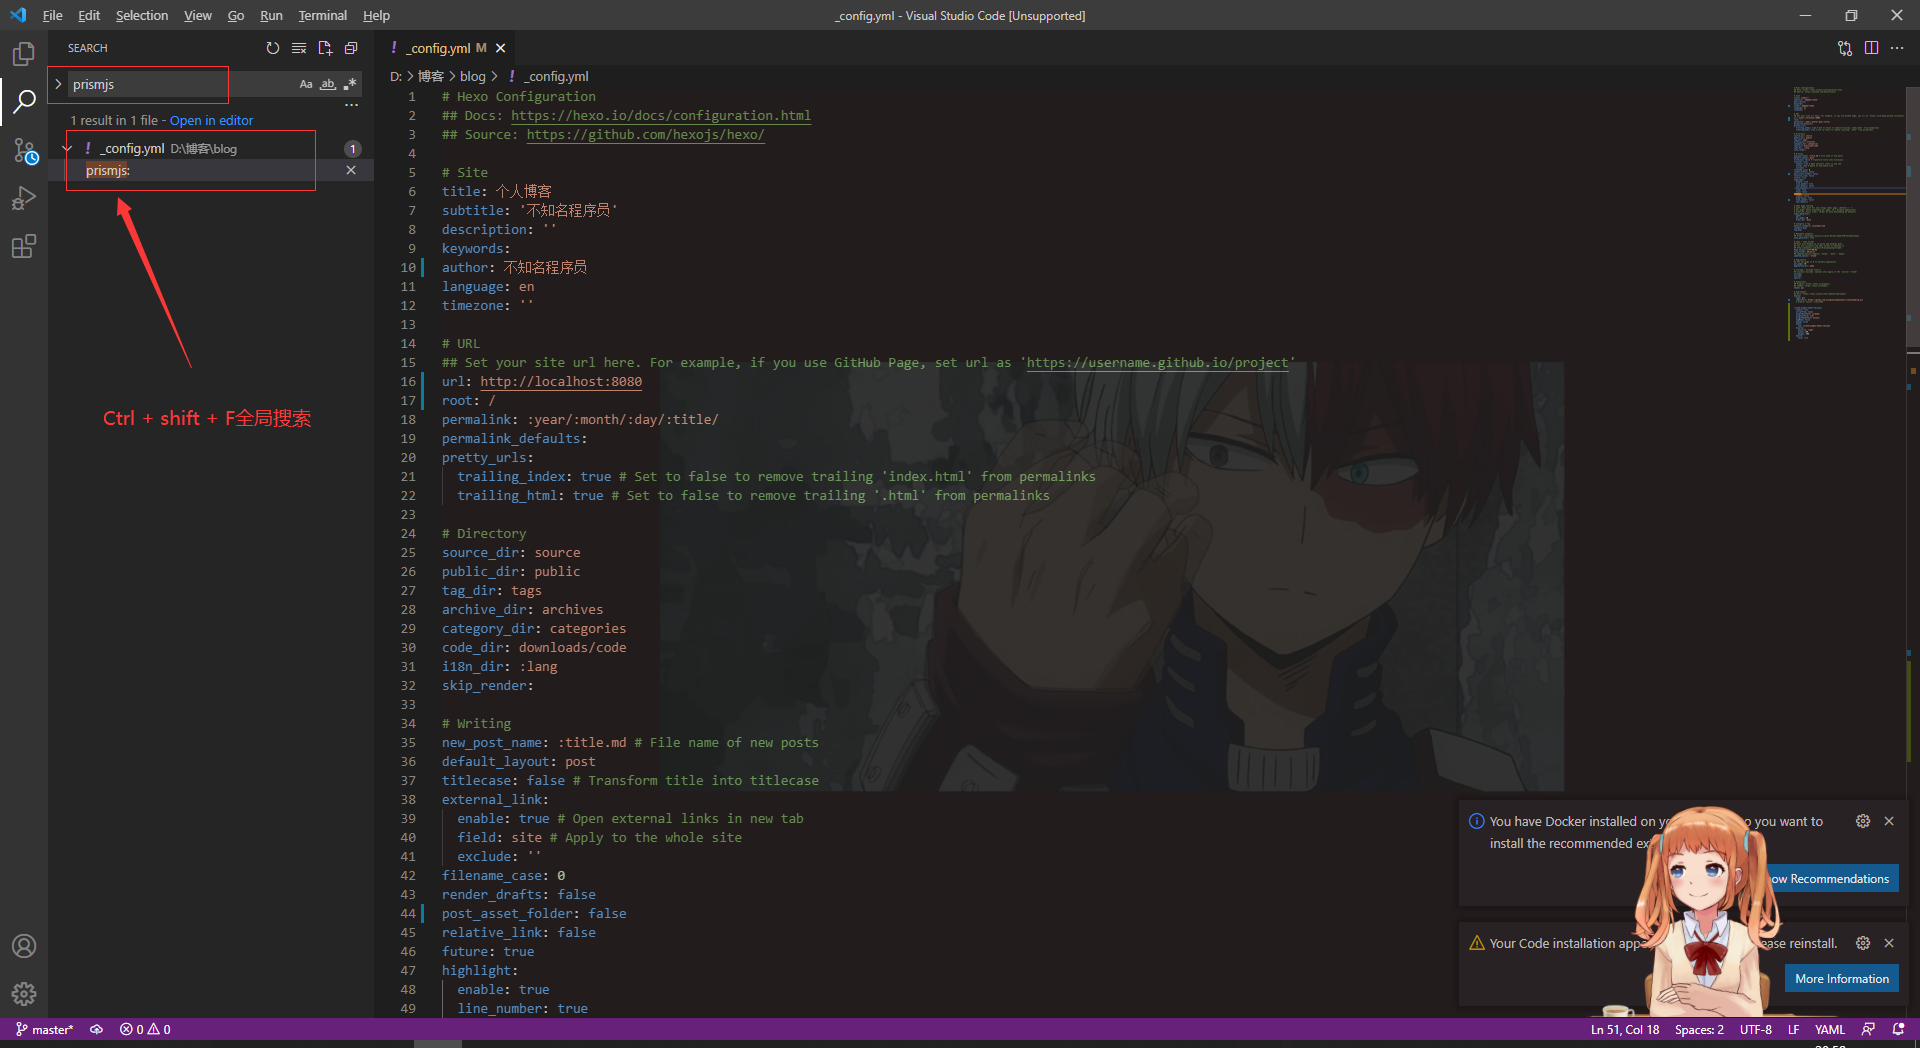 File Edit Selection View Go Run Terminal Help
_config.yml - Visual Studio Code [Unsupported]
SEARCH
prismjs
Aa ab .*
1 result in 1 file - Open in editor
! _config.yml D:\博客\blog 1
prismjs:
Ctrl + shift + F全局搜索
! _config.yml M
D: > 博客 > blog > ! _config.yml
1 # Hexo Configuration
2 ## Docs: https://hexo.io/docs/configuration.html
3 ## Source: https://github.com/hexojs/hexo/
4
5 # Site
6 title: 个人博客
7 subtitle: '不知名程序员'
8 description: ''
9 keywords:
10 author: 不知名程序员
11 language: en
12 timezone: ''
13
14 # URL
15 ## Set your site url here. For example, if you use GitHub Page, set url as 'https://username.github.io/project'
16 url: http://localhost:8080
17 root: /
18 permalink: :year/:month/:day/:title/
19 permalink_defaults:
20 pretty_urls:
21 trailing_index: true # Set to false to remove trailing 'index.html' from permalinks
22 trailing_html: true # Set to false to remove trailing '.html' from permalinks
23
24 # Directory
25 source_dir: source
26 public_dir: public
27 tag_dir: tags
28 archive_dir: archives
29 category_dir: categories
30 code_dir: downloads/code
31 i18n_dir: :lang
32 skip_render:
33
34 # Writing
35 new_post_name: :title.md # File name of new posts
36 default_layout: post
37 titlecase: false # Transform title into titlecase
38 external_link:
39 enable: true # Open external links in new tab
40 field: site # Apply to the whole site
41 exclude: ''
42 filename_case: 0
43 render_drafts: false
44 post_asset_folder: false
45 relative_link: false
46 future: true
47 highlight:
48 enable: true
49 line_number: true
You have Docker installed on you want to
install the recommended
Recommendations
Your Code installation reinstall.
More Information
master* 0 0
Ln 51, Col 18 Spaces: 2 UTF-8 LF YAML